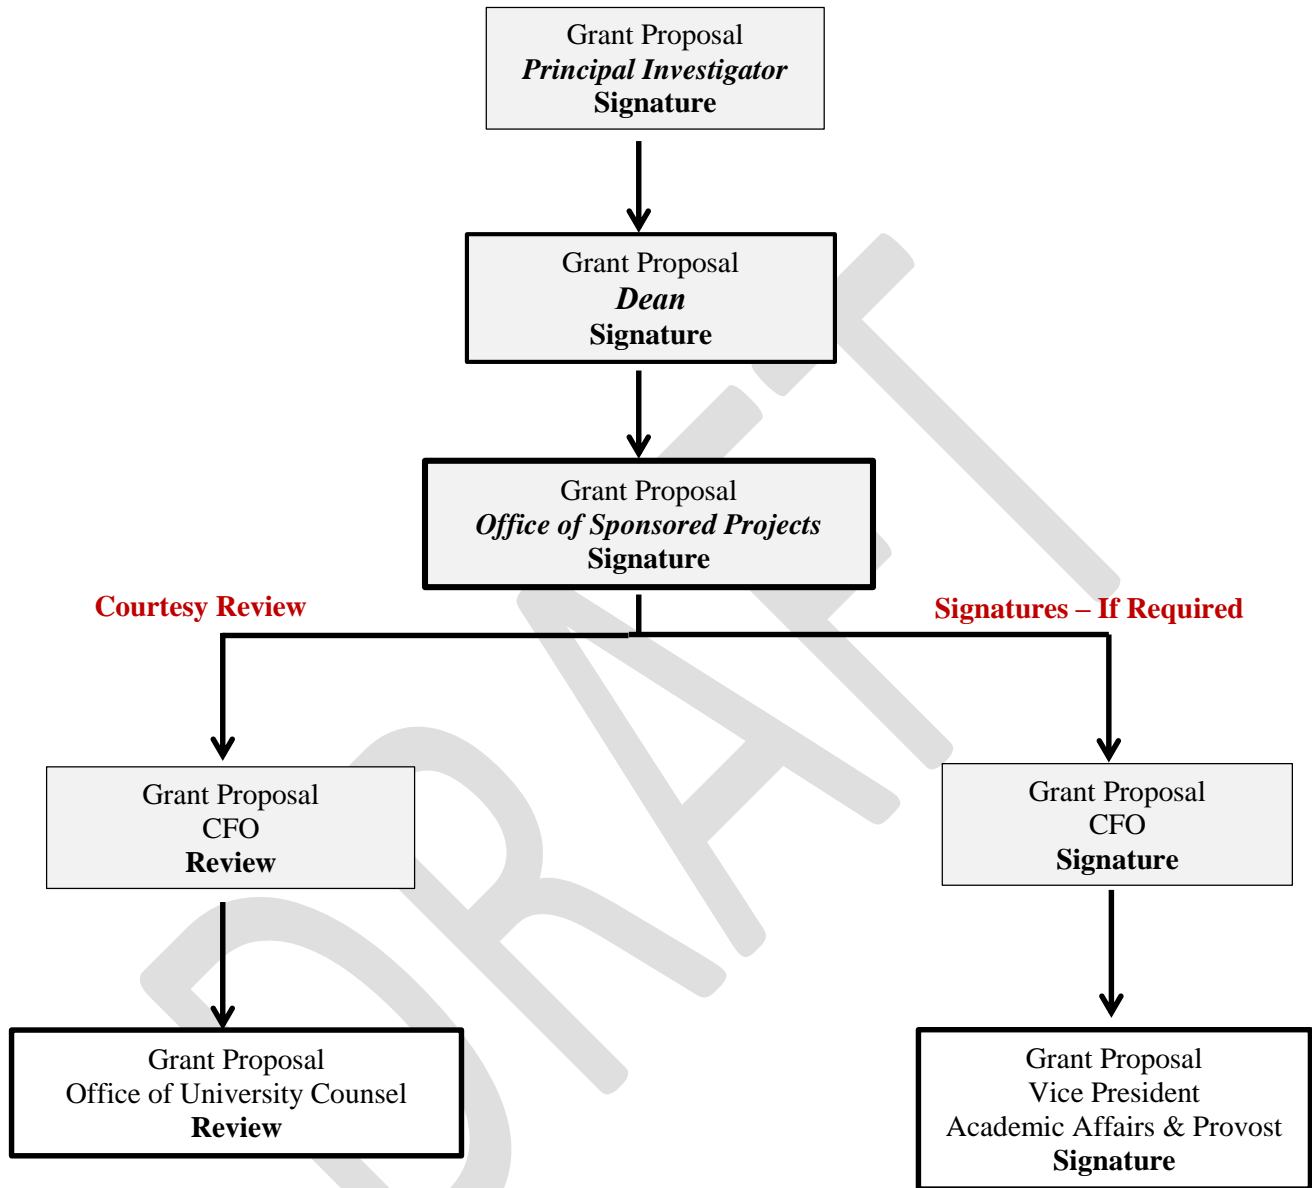 Grant Proposal
Principal Investigator
Signature
Grant Proposal
Dean
Signature
Grant Proposal
Office of Sponsored Projects
Signature
Courtesy Review
Signatures – If Required
Grant Proposal
CFO
Review
Grant Proposal
CFO
Signature
Grant Proposal
Office of University Counsel
Review
Grant Proposal
Vice President
Academic Affairs & Provost
Signature
DRAFT